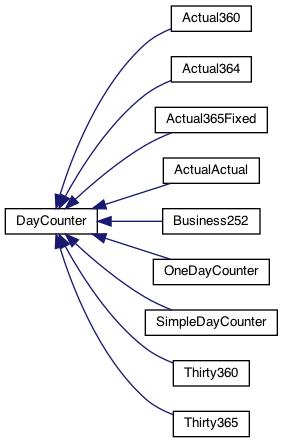 Actual360
Actual364
Actual365Fixed
ActualActual
DayCounter
Business252
OneDayCounter
SimpleDayCounter
Thirty360
Thirty365